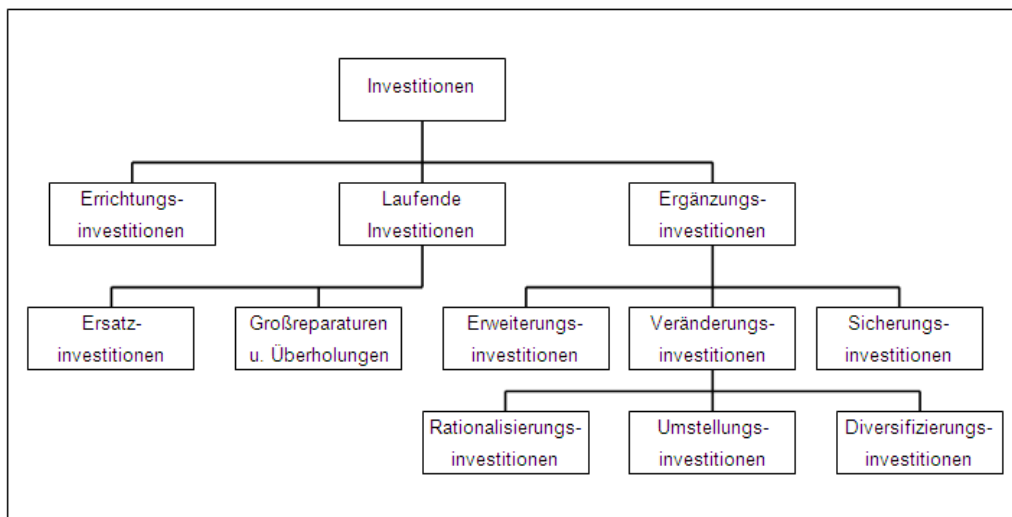 Investitionen
Errichtungs-
investitionen
Laufende
Investitionen
Ergänzungs-
investitionen
Ersatz-
investitionen
Großreparaturen
u. Überholungen
Erweiterungs-
investitionen
Veränderungs-
investitionen
Sicherungs-
investitionen
Rationalisierungs-
investitionen
Umstellungs-
investitionen
Diversifizierungs-
investitionen